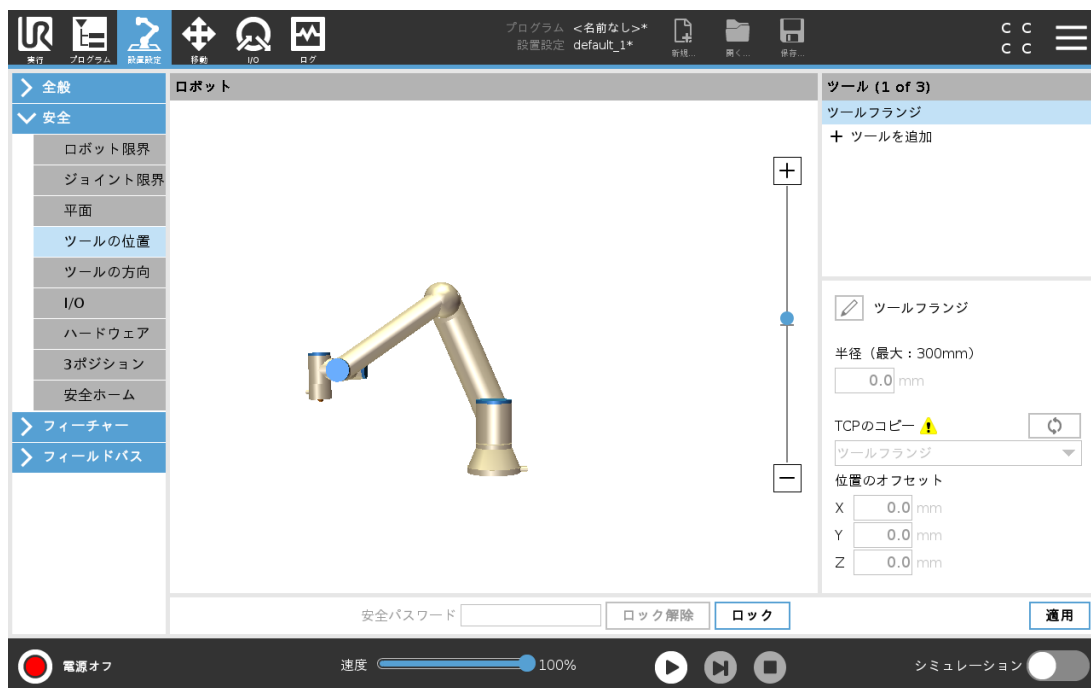 プログラム <名前なし>*
設置設定 default_1*
C C
C C
実行
プログラム
設置設定
移動
I/O
ログ
新規...
開く...
保存...
全般
安全
ロボット限界
ジョイント限界
平面
ツールの位置
ツールの方向
I/O
ハードウェア
3ポジション
安全ホーム
フィーチャー
フィールドバス
ロボット
ツール (1 of 3)
ツールフランジ
+ ツールを追加
ツールフランジ
半径（最大：300mm）
0.0 mm
TCPのコピー
ツールフランジ
位置のオフセット
X 0.0 mm
Y 0.0 mm
Z 0.0 mm
安全パスワード
ロック解除
ロック
適用
電源オフ
速度 100%
シミュレーション